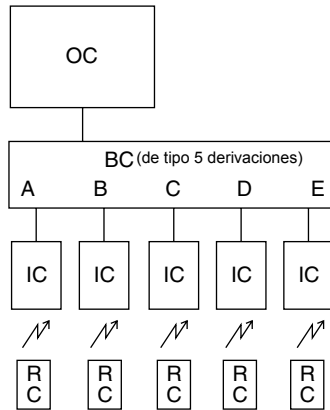 OC
BC (de tipo 5 derivaciones)
A B C D E
IC IC IC IC IC
R R R R R
C C C C C